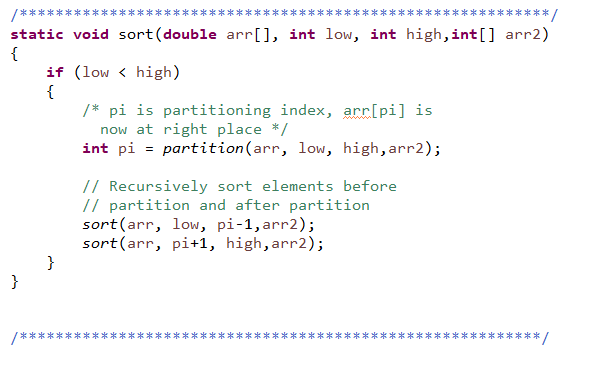 /***********************************************************/
static void sort(double arr[], int low, int high,int[] arr2)
{
    if (low < high)
    {
        /* pi is partitioning index, arr[pi] is
          now at right place */
        int pi = partition(arr, low, high,arr2);

        // Recursively sort elements before
        // partition and after partition
        sort(arr, low, pi-1,arr2);
        sort(arr, pi+1, high,arr2);
    }
}

/**********************************************************/